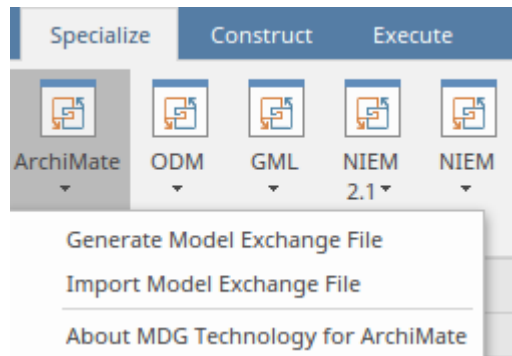 Specialize Construct Execute
ArchiMate ODM GML NIEM 2.1 NIEM
Generate Model Exchange File
Import Model Exchange File
About MDG Technology for ArchiMate